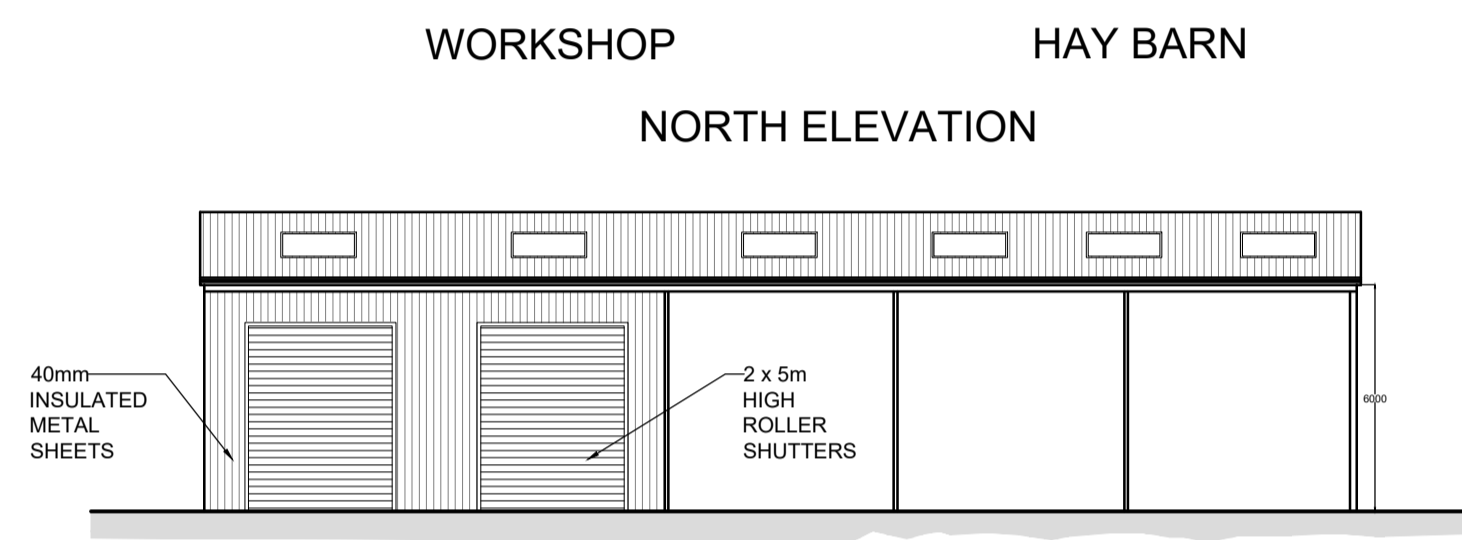 WORKSHOP
HAY BARN
NORTH ELEVATION
40mm
INSULATED
METAL
SHEETS
2 x 5m
HIGH
ROLLER
SHUTTERS
6000